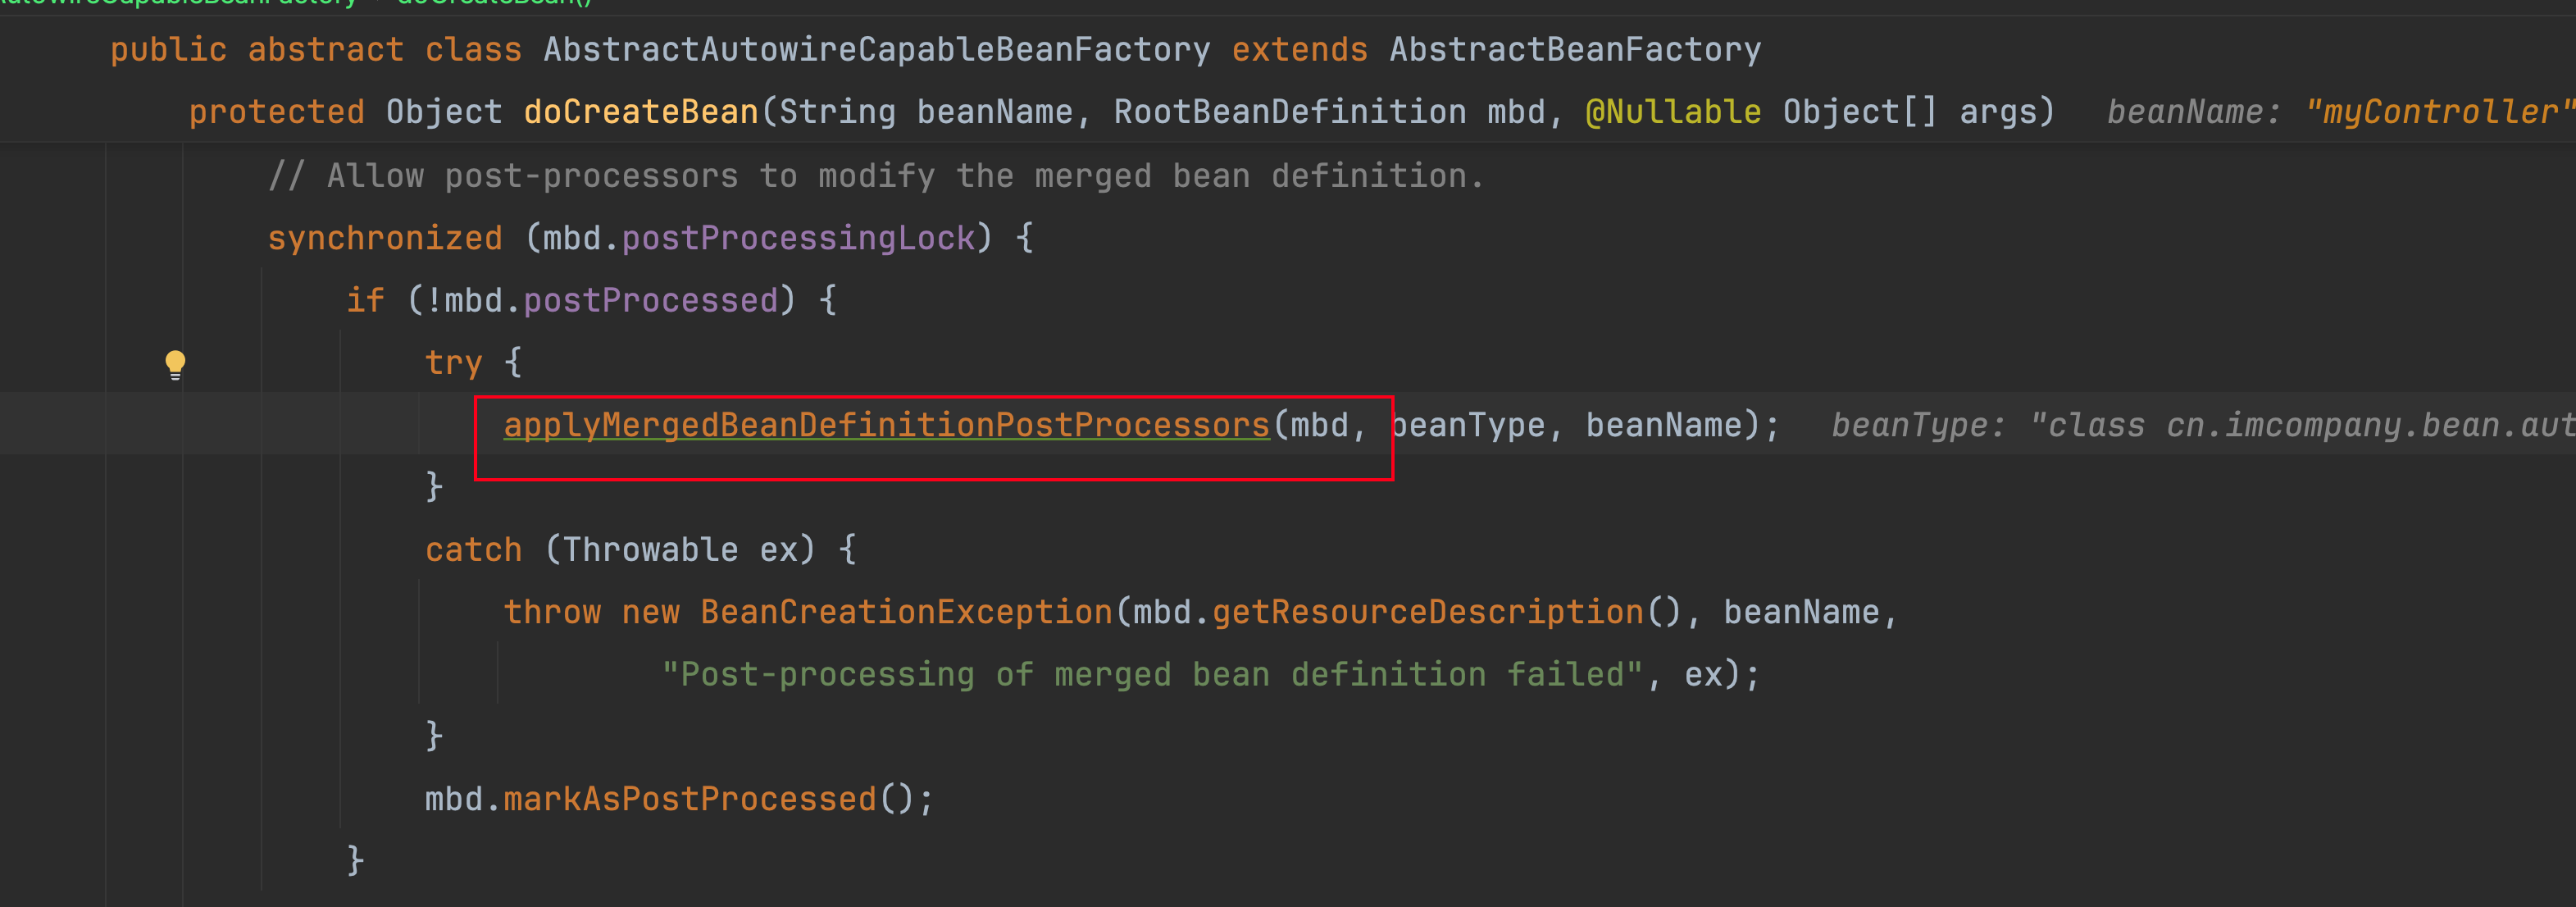 AutowireCapableBeanFactory doCreateBean()
public abstract class AbstractAutowireCapableBeanFactory extends AbstractBeanFactory
protected Object doCreateBean(String beanName, RootBeanDefinition mbd, @Nullable Object[] args) beanName: "myController"
// Allow post-processors to modify the merged bean definition.
synchronized (mbd.postProcessingLock) {
if (!mbd.postProcessed) {
try {
applyMergedBeanDefinitionPostProcessors(mbd, beanType, beanName); beanType: "class cn.imcompany.bean.aut
}
catch (Throwable ex) {
throw new BeanCreationException(mbd.getResourceDescription(), beanName,
"Post-processing of merged bean definition failed", ex);
}
mbd.markAsPostProcessed();
}